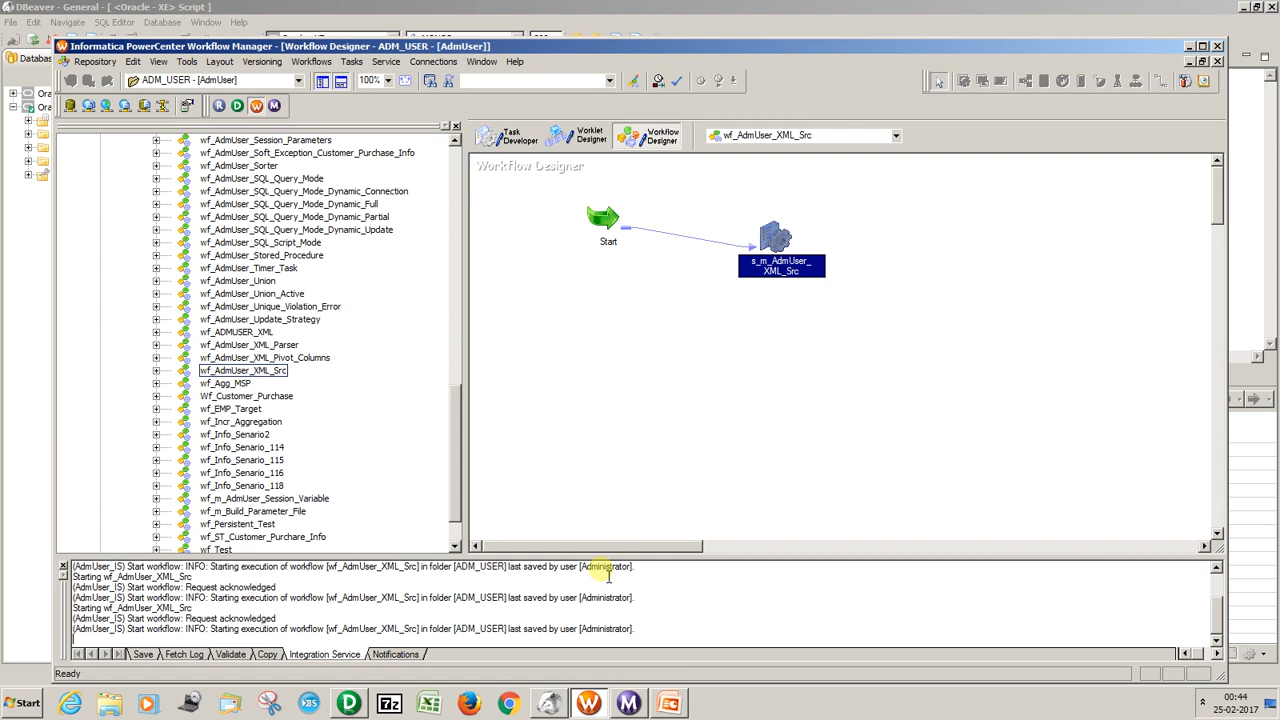 DBeaver - General - [ <Oracle - XE> Script ]
File Edit Navigate SQL Editor Database Window Help
Databas
Informatica PowerCenter Workflow Manager - [Workflow Designer - ADM_USER - [AdmUser]]
Repository Edit View Tools Layout Versioning Workflows Tasks Service Connections Window Help
ADM_USER - [AdmUser]
100%
R D W M
Task Developer
Worklet Designer
Workflow Designer
wf_AdmUser_XML_Src
Ora
Ora
wf_AdmUser_Session_Parameters
wf_AdmUser_Soft_Exception_Customer_Purchase_Info
wf_AdmUser_Sorter
wf_AdmUser_SQL_Query_Mode
wf_AdmUser_SQL_Query_Mode_Dynamic_Connection
wf_AdmUser_SQL_Query_Mode_Dynamic_Full
wf_AdmUser_SQL_Query_Mode_Dynamic_Partial
wf_AdmUser_SQL_Query_Mode_Dynamic_Update
wf_AdmUser_SQL_Script_Mode
wf_AdmUser_Stored_Procedure
wf_AdmUser_Timer_Task
wf_AdmUser_Union
wf_AdmUser_Union_Active
wf_AdmUser_Unique_Violation_Error
wf_AdmUser_Update_Strategy
wf_ADMUSER_XML
wf_AdmUser_XML_Parser
wf_AdmUser_XML_Pivot_Columns
wf_AdmUser_XML_Src
wf_Agg_MSP
Wf_Customer_Purchase
wf_EMP_Target
wf_Incr_Aggregation
wf_Info_Senario2
wf_Info_Senario_114
wf_Info_Senario_115
wf_Info_Senario_116
wf_Info_Senario_118
wf_m_AdmUser_Session_Variable
wf_m_Build_Parameter_File
wf_Persistent_Test
wf_ST_Customer_Purchare_Info
wf_Test
Workflow Designer
Start
s_m_AdmUser_
XML_Src
(AdmUser_IS) Start workflow: INFO: Starting execution of workflow [wf_AdmUser_XML_Src] in folder [ADM_USER] last saved by user [Administrator].
Starting wf_AdmUser_XML_Src
(AdmUser_IS) Start workflow: Request acknowledged
(AdmUser_IS) Start workflow: INFO: Starting execution of workflow [wf_AdmUser_XML_Src] in folder [ADM_USER] last saved by user [Administrator].
Starting wf_AdmUser_XML_Src
(AdmUser_IS) Start workflow: Request acknowledged
(AdmUser_IS) Start workflow: INFO: Starting execution of workflow [wf_AdmUser_XML_Src] in folder [ADM_USER] last saved by user [Administrator].
Save Fetch Log Validate Copy Integration Service Notifications
Ready
Start
00:44
25-02-2017